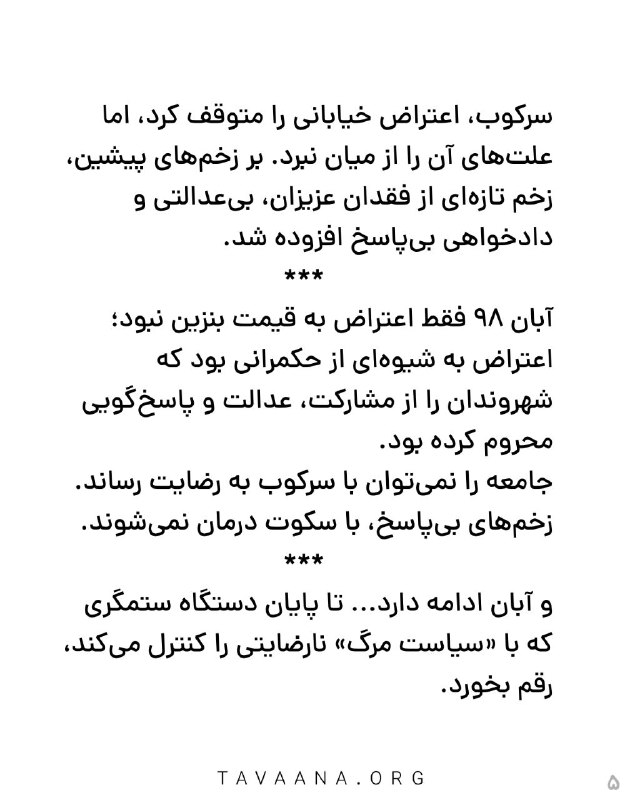 سرکوب، اعتراض خیابانی را متوقف کرد، اما
علت‌های آن را از میان نبرد. بر زخم‌های پیشین،
زخم تازه‌ای از فقدان عزیزان، بی‌عدالتی و
دادخواهی بی‌پاسخ افزوده شد.
***
آبان ۹۸ فقط اعتراض به قیمت بنزین نبود؛
اعتراض به شیوه‌ای از حکمرانی بود که
شهروندان را از مشارکت، عدالت و پاسخ‌گویی
محروم کرده بود.
جامعه را نمی‌توان با سرکوب به رضایت رساند.
زخم‌های بی‌پاسخ، با سکوت درمان نمی‌شوند.
***
و آبان ادامه دارد... تا پایان دستگاه ستمگری
که با «سیاست مرگ» نارضایتی را کنترل می‌کند،
رقم بخورد.
TAVAANA.ORG
۵